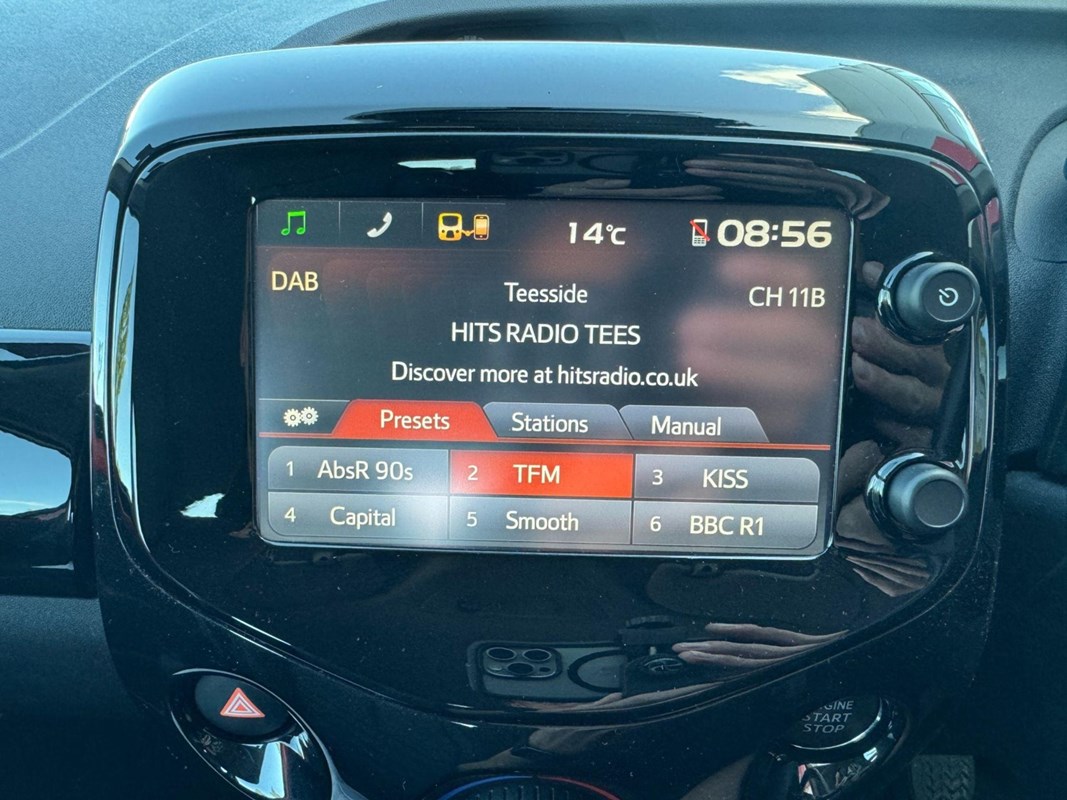 14°C 08:56
DAB
Teesside CH 11B
HITS RADIO TEES
Discover more at hitsradio.co.uk
Presets Stations Manual
1 AbsR 90s 2 TFM 3 KISS
4 Capital 5 Smooth 6 BBC R1
ENGINE
START
STOP